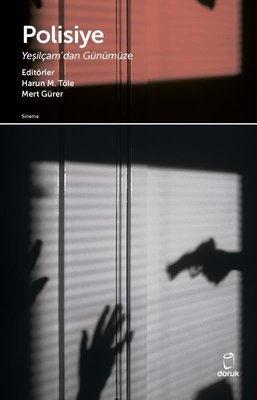 Polisiye
Yeşilçam'dan Günümüze
Editörler
Harun M. Töle
Mert Gürer
Sinema
doruk